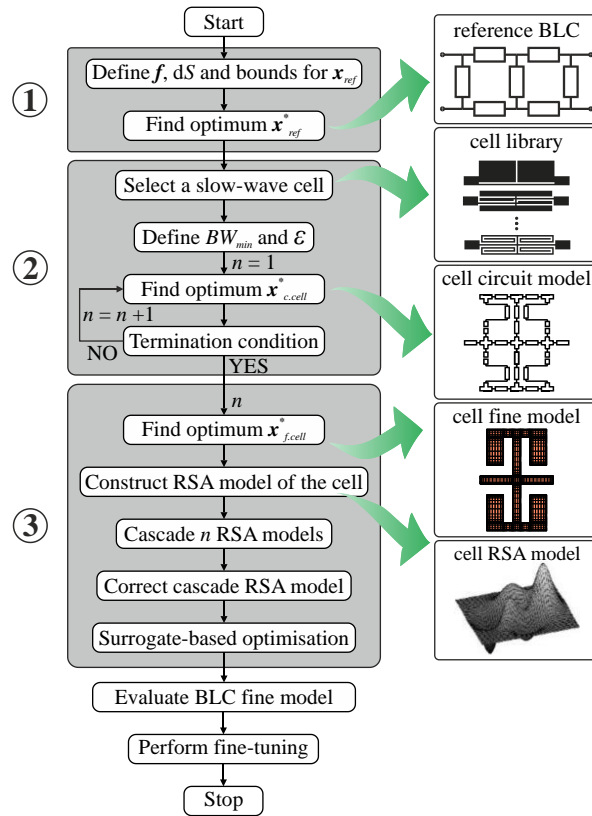 Start
①
Define f, dS and bounds for x_ref
Find optimum x*_ref
②
Select a slow-wave cell
Define BW_min and ε
n = 1
Find optimum x*_c.cell
n = n +1
Termination condition
NO
YES
③
n
Find optimum x*_f.cell
Construct RSA model of the cell
Cascade n RSA models
Correct cascade RSA model
Surrogate-based optimisation
Evaluate BLC fine model
Perform fine-tuning
Stop
reference BLC
cell library
cell circuit model
cell fine model
cell RSA model